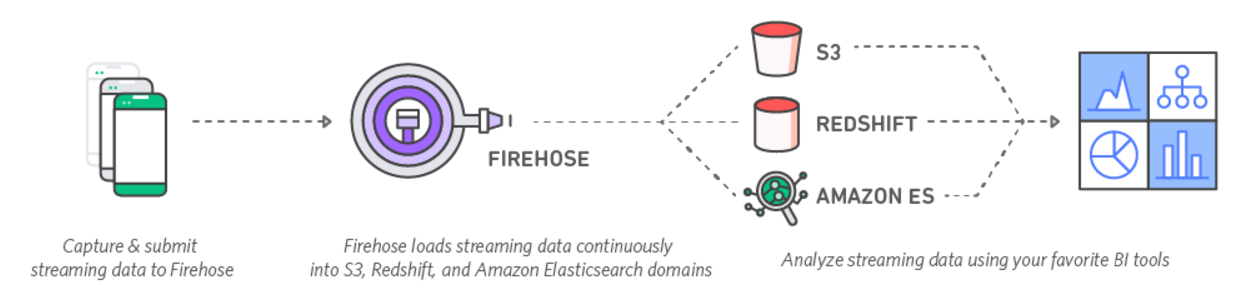 S3
FIREHOSE
REDSHIFT
AMAZON ES
Capture & submit
streaming data to Firehose
Firehose loads streaming data continuously
into S3, Redshift, and Amazon Elasticsearch domains
Analyze streaming data using your favorite BI tools